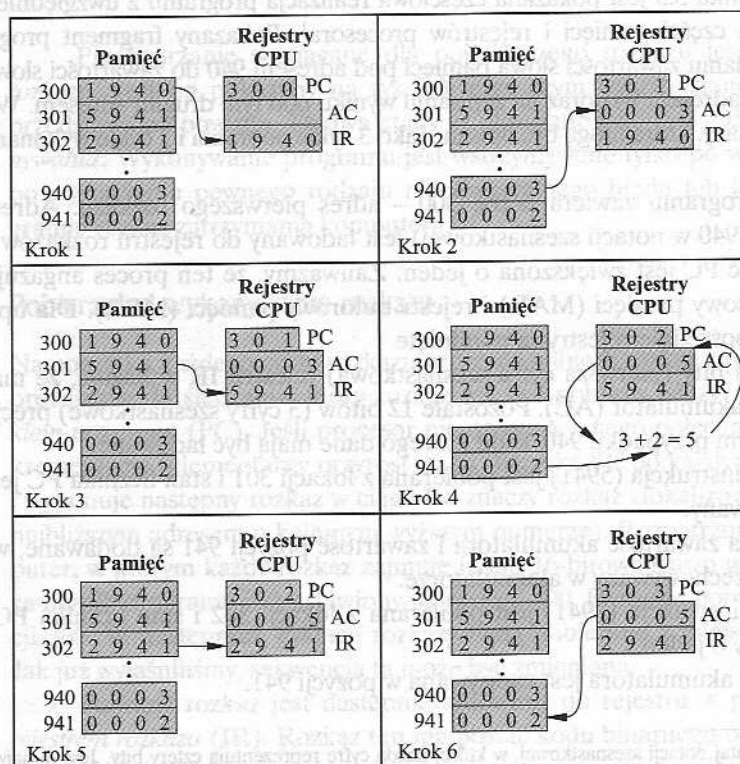 Pamięć
Rejestry CPU
300 1 9 4 0
3 0 0 PC
301 5 9 4 1
AC
302 2 9 4 1
1 9 4 0 IR
940 0 0 0 3
941 0 0 0 2
Krok 1
Pamięć
Rejestry CPU
300 1 9 4 0
3 0 1 PC
301 5 9 4 1
0 0 0 3 AC
302 2 9 4 1
1 9 4 0 IR
940 0 0 0 3
941 0 0 0 2
Krok 2
Pamięć
Rejestry CPU
300 1 9 4 0
3 0 1 PC
301 5 9 4 1
0 0 0 3 AC
302 2 9 4 1
5 9 4 1 IR
940 0 0 0 3
941 0 0 0 2
Krok 3
Pamięć
Rejestry CPU
300 1 9 4 0
3 0 2 PC
301 5 9 4 1
0 0 0 5 AC
302 2 9 4 1
5 9 4 1 IR
940 0 0 0 3
3 + 2 = 5
941 0 0 0 2
Krok 4
Pamięć
Rejestry CPU
300 1 9 4 0
3 0 2 PC
301 5 9 4 1
0 0 0 5 AC
302 2 9 4 1
2 9 4 1 IR
940 0 0 0 3
941 0 0 0 2
Krok 5
Pamięć
Rejestry CPU
300 1 9 4 0
3 0 3 PC
301 5 9 4 1
0 0 0 5 AC
302 2 9 4 1
2 9 4 1 IR
940 0 0 0 3
941 0 0 0 2
Krok 6